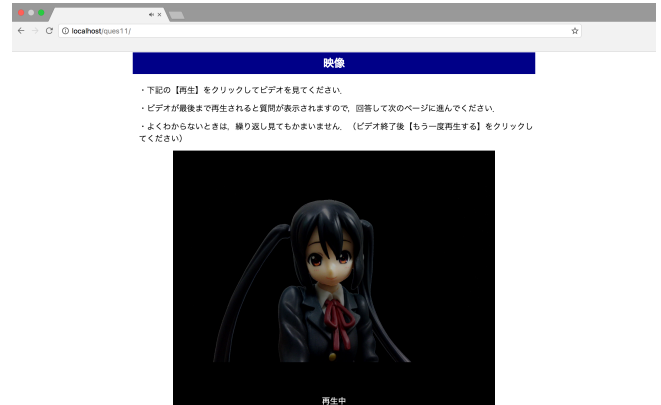 localhost/ques11/
映像
・下記の【再生】をクリックしてビデオを見てください.
・ビデオが最後まで再生されると質問が表示されますので,回答して次のページに進んでください.
・よくわからないときは,繰り返し見てもかまいません. (ビデオ終了後【もう一度再生する】をクリックし
てください)
再生中